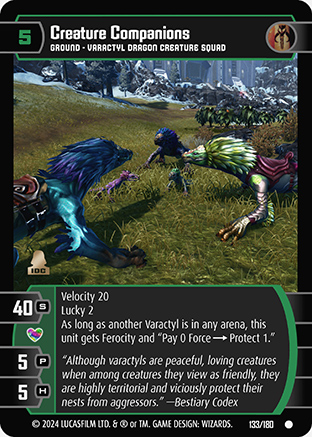 5
Creature Companions
GROUND - VARACTYL DRAGON CREATURE SQUAD
IDC
40 S
5 P
5 H
Velocity 20
Lucky 2
As long as another Varactyl is in any arena, this
unit gets Ferocity and “Pay 0 Force → Protect 1.”
“Although varactyls are peaceful, loving creatures
when among creatures they view as friendly, they
are highly territorial and viciously protect their
nests from aggressors.” —Bestiary Codex
© 2024 LUCASFILM LTD. & ® or TM. GAME DESIGN: WIZARDS.
133/180